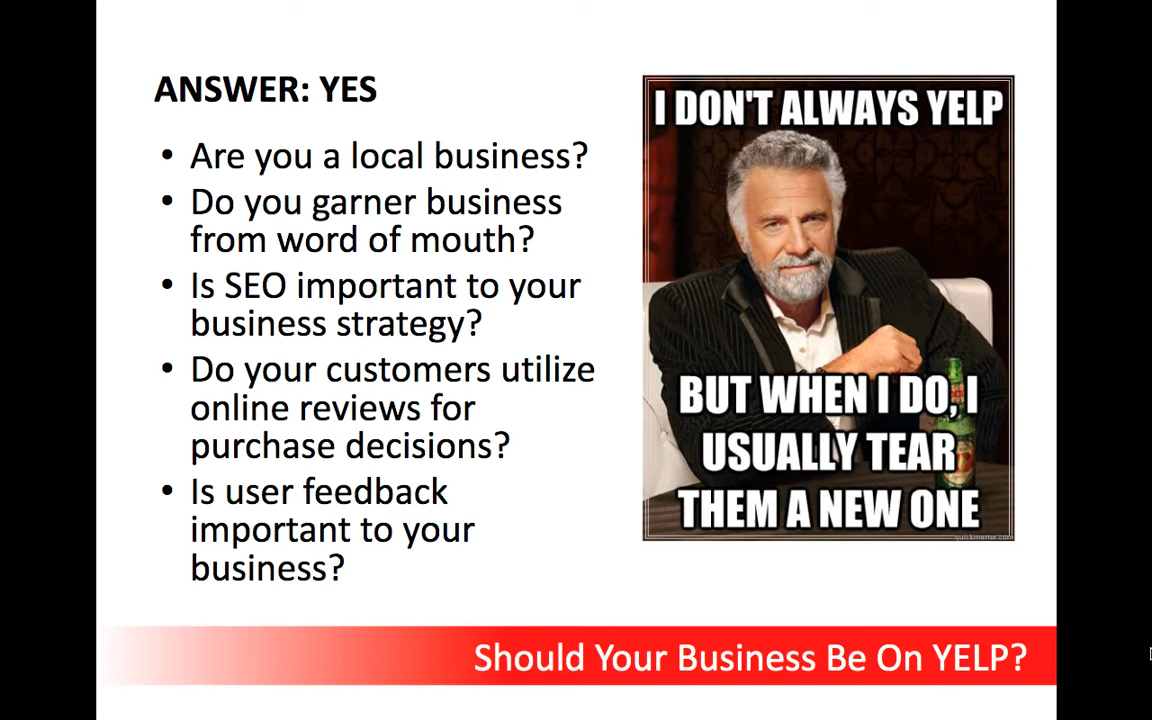 ANSWER: YES
• Are you a local business?
• Do you garner business
from word of mouth?
• Is SEO important to your
business strategy?
• Do your customers utilize
online reviews for
purchase decisions?
• Is user feedback
important to your
business?
I DON'T ALWAYS YELP
BUT WHEN I DO, I
USUALLY TEAR
THEM A NEW ONE
quickmeme.com
Should Your Business Be On YELP?